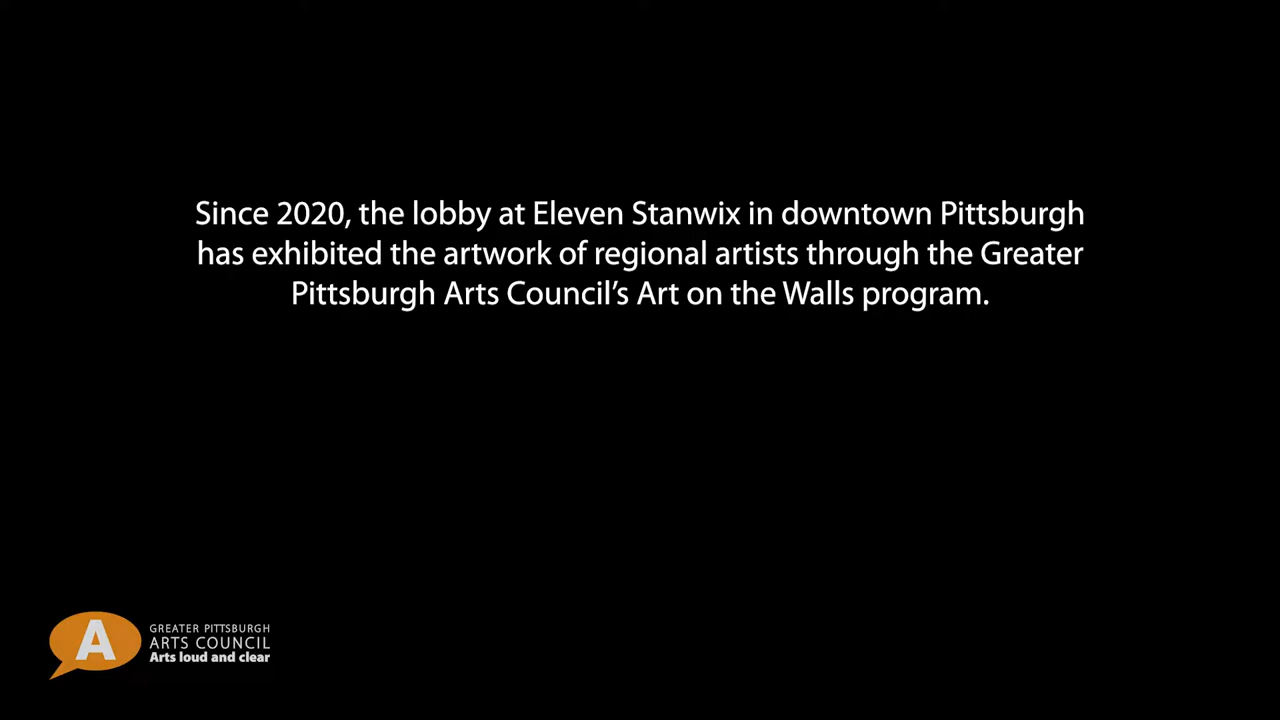 Since 2020, the lobby at Eleven Stanwix in downtown Pittsburgh
has exhibited the artwork of regional artists through the Greater
Pittsburgh Arts Council’s Art on the Walls program.
A
GREATER PITTSBURGH
ARTS COUNCIL
Arts loud and clear